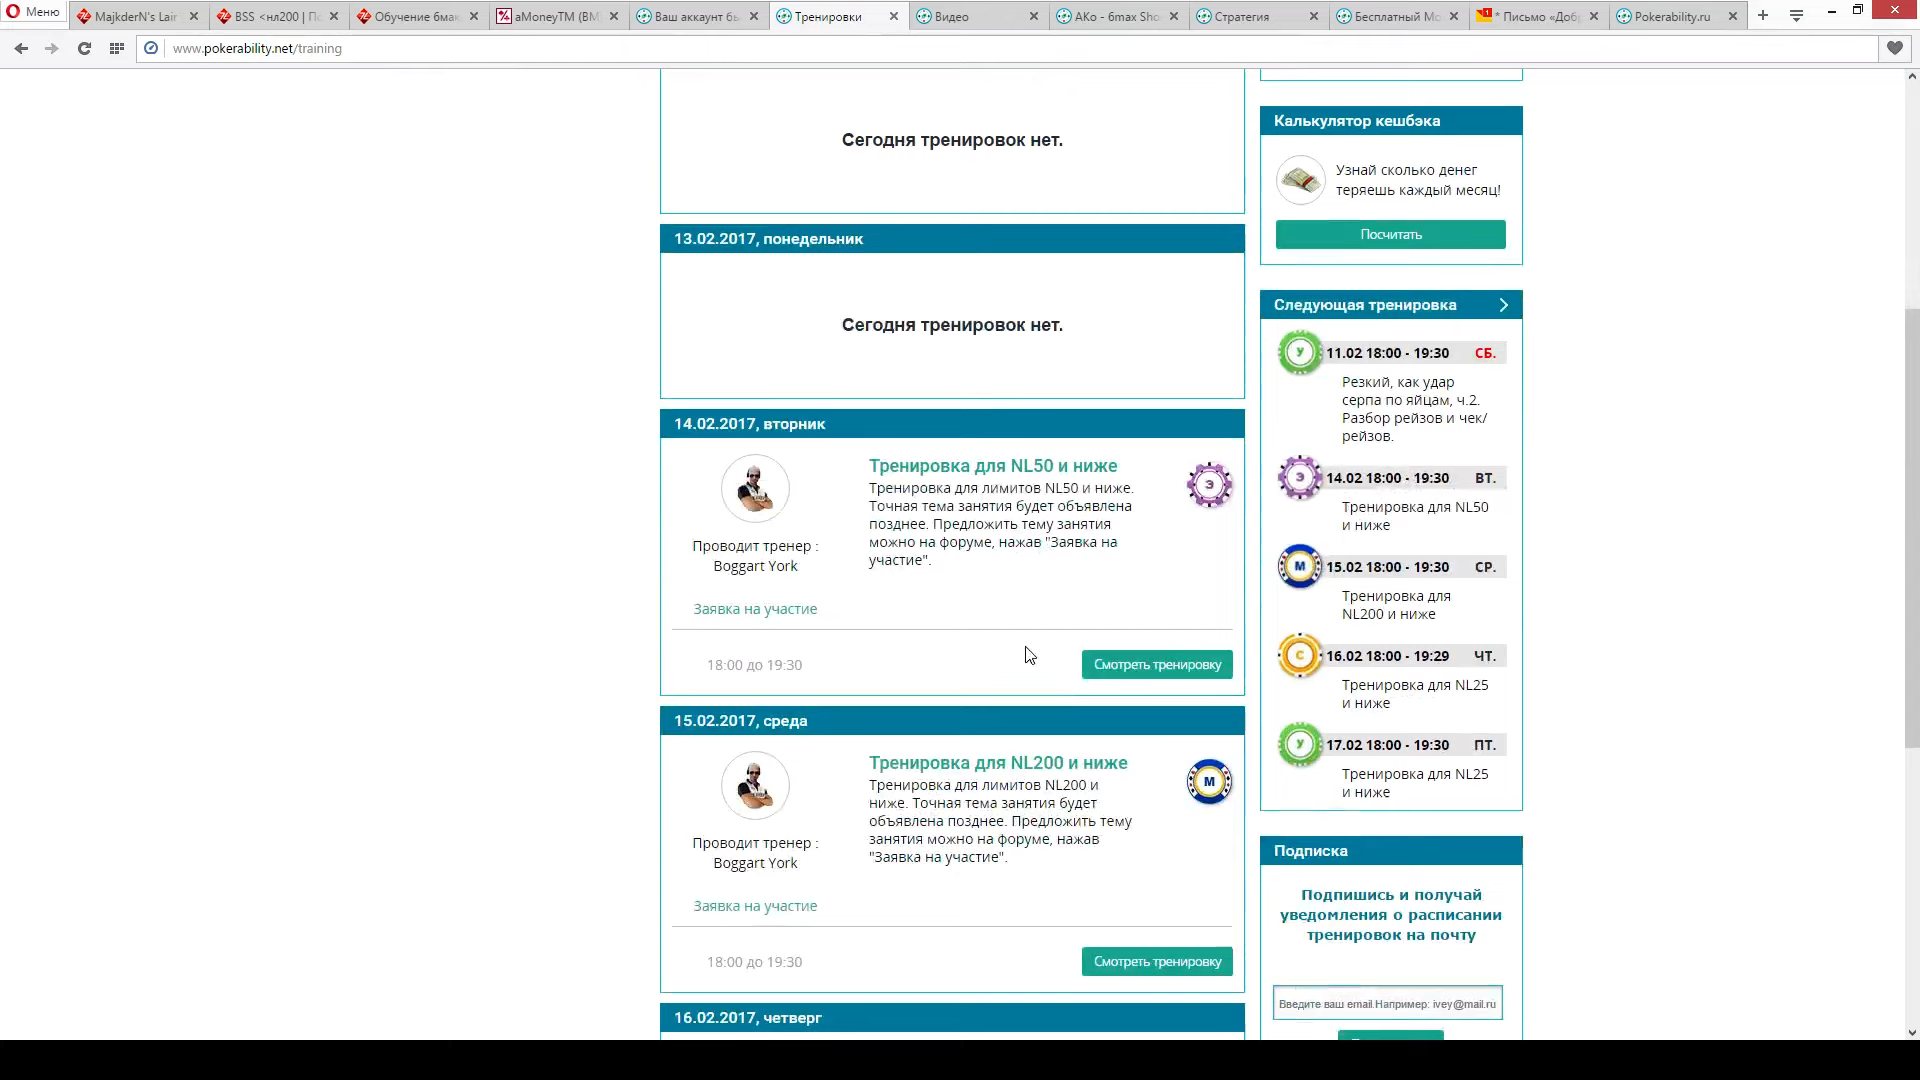 Меню
MajkderN's Lair
BSS <нл200 | По
Обучение бмак
aMoneyTM (BM
Ваш аккаунт бы
Тренировки
Видео
AKo - 6max Sho
Стратегия
Бесплатный Mo
* Письмо «Доб
Pokerability.ru
www.pokerability.net/training
Сегодня тренировок нет.
13.02.2017, понедельник
Сегодня тренировок нет.
14.02.2017, вторник
Тренировка для NL50 и ниже
Тренировка для лимитов NL50 и ниже.
Точная тема занятия будет объявлена
позднее. Предложить тему занятия
можно на форуме, нажав "Заявка на
участие".
Э
Проводит тренер :
Boggart York
Заявка на участие
18:00 до 19:30
Смотреть тренировку
15.02.2017, среда
Тренировка для NL200 и ниже
Тренировка для лимитов NL200 и
ниже. Точная тема занятия будет
объявлена позднее. Предложить тему
занятия можно на форуме, нажав
"Заявка на участие".
М
Проводит тренер :
Boggart York
Заявка на участие
18:00 до 19:30
Смотреть тренировку
16.02.2017, четверг
Калькулятор кешбэка
Узнай сколько денег
теряешь каждый месяц!
Посчитать
Следующая тренировка
У
11.02 18:00 - 19:30 СБ.
Резкий, как удар
серпа по яйцам, ч.2.
Разбор рейзов и чек/
рейзов.
Э
14.02 18:00 - 19:30 ВТ.
Тренировка для NL50
и ниже
М
15.02 18:00 - 19:30 СР.
Тренировка для
NL200 и ниже
С
16.02 18:00 - 19:29 ЧТ.
Тренировка для NL25
и ниже
У
17.02 18:00 - 19:30 ПТ.
Тренировка для NL25
и ниже
Подписка
Подпишись и получай
уведомления о расписании
тренировок на почту
Введите ваш email.Например: ivey@mail.ru